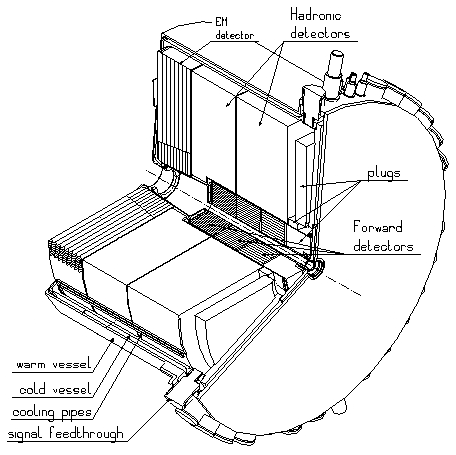 EM
detector
Hadronic
detectors
plugs
Forward
detectors
warm vessel
cold vessel
cooling pipes
signal feedthrough